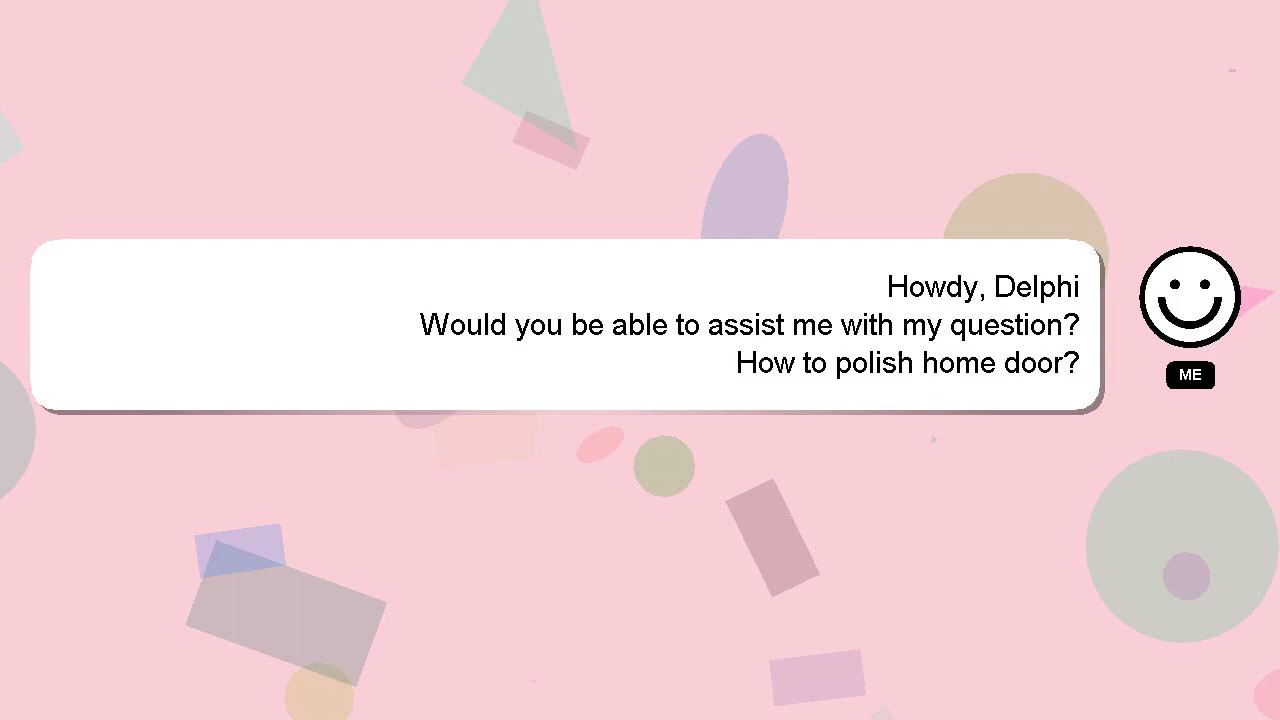 Howdy, Delphi
Would you be able to assist me with my question?
How to polish home door?
ME